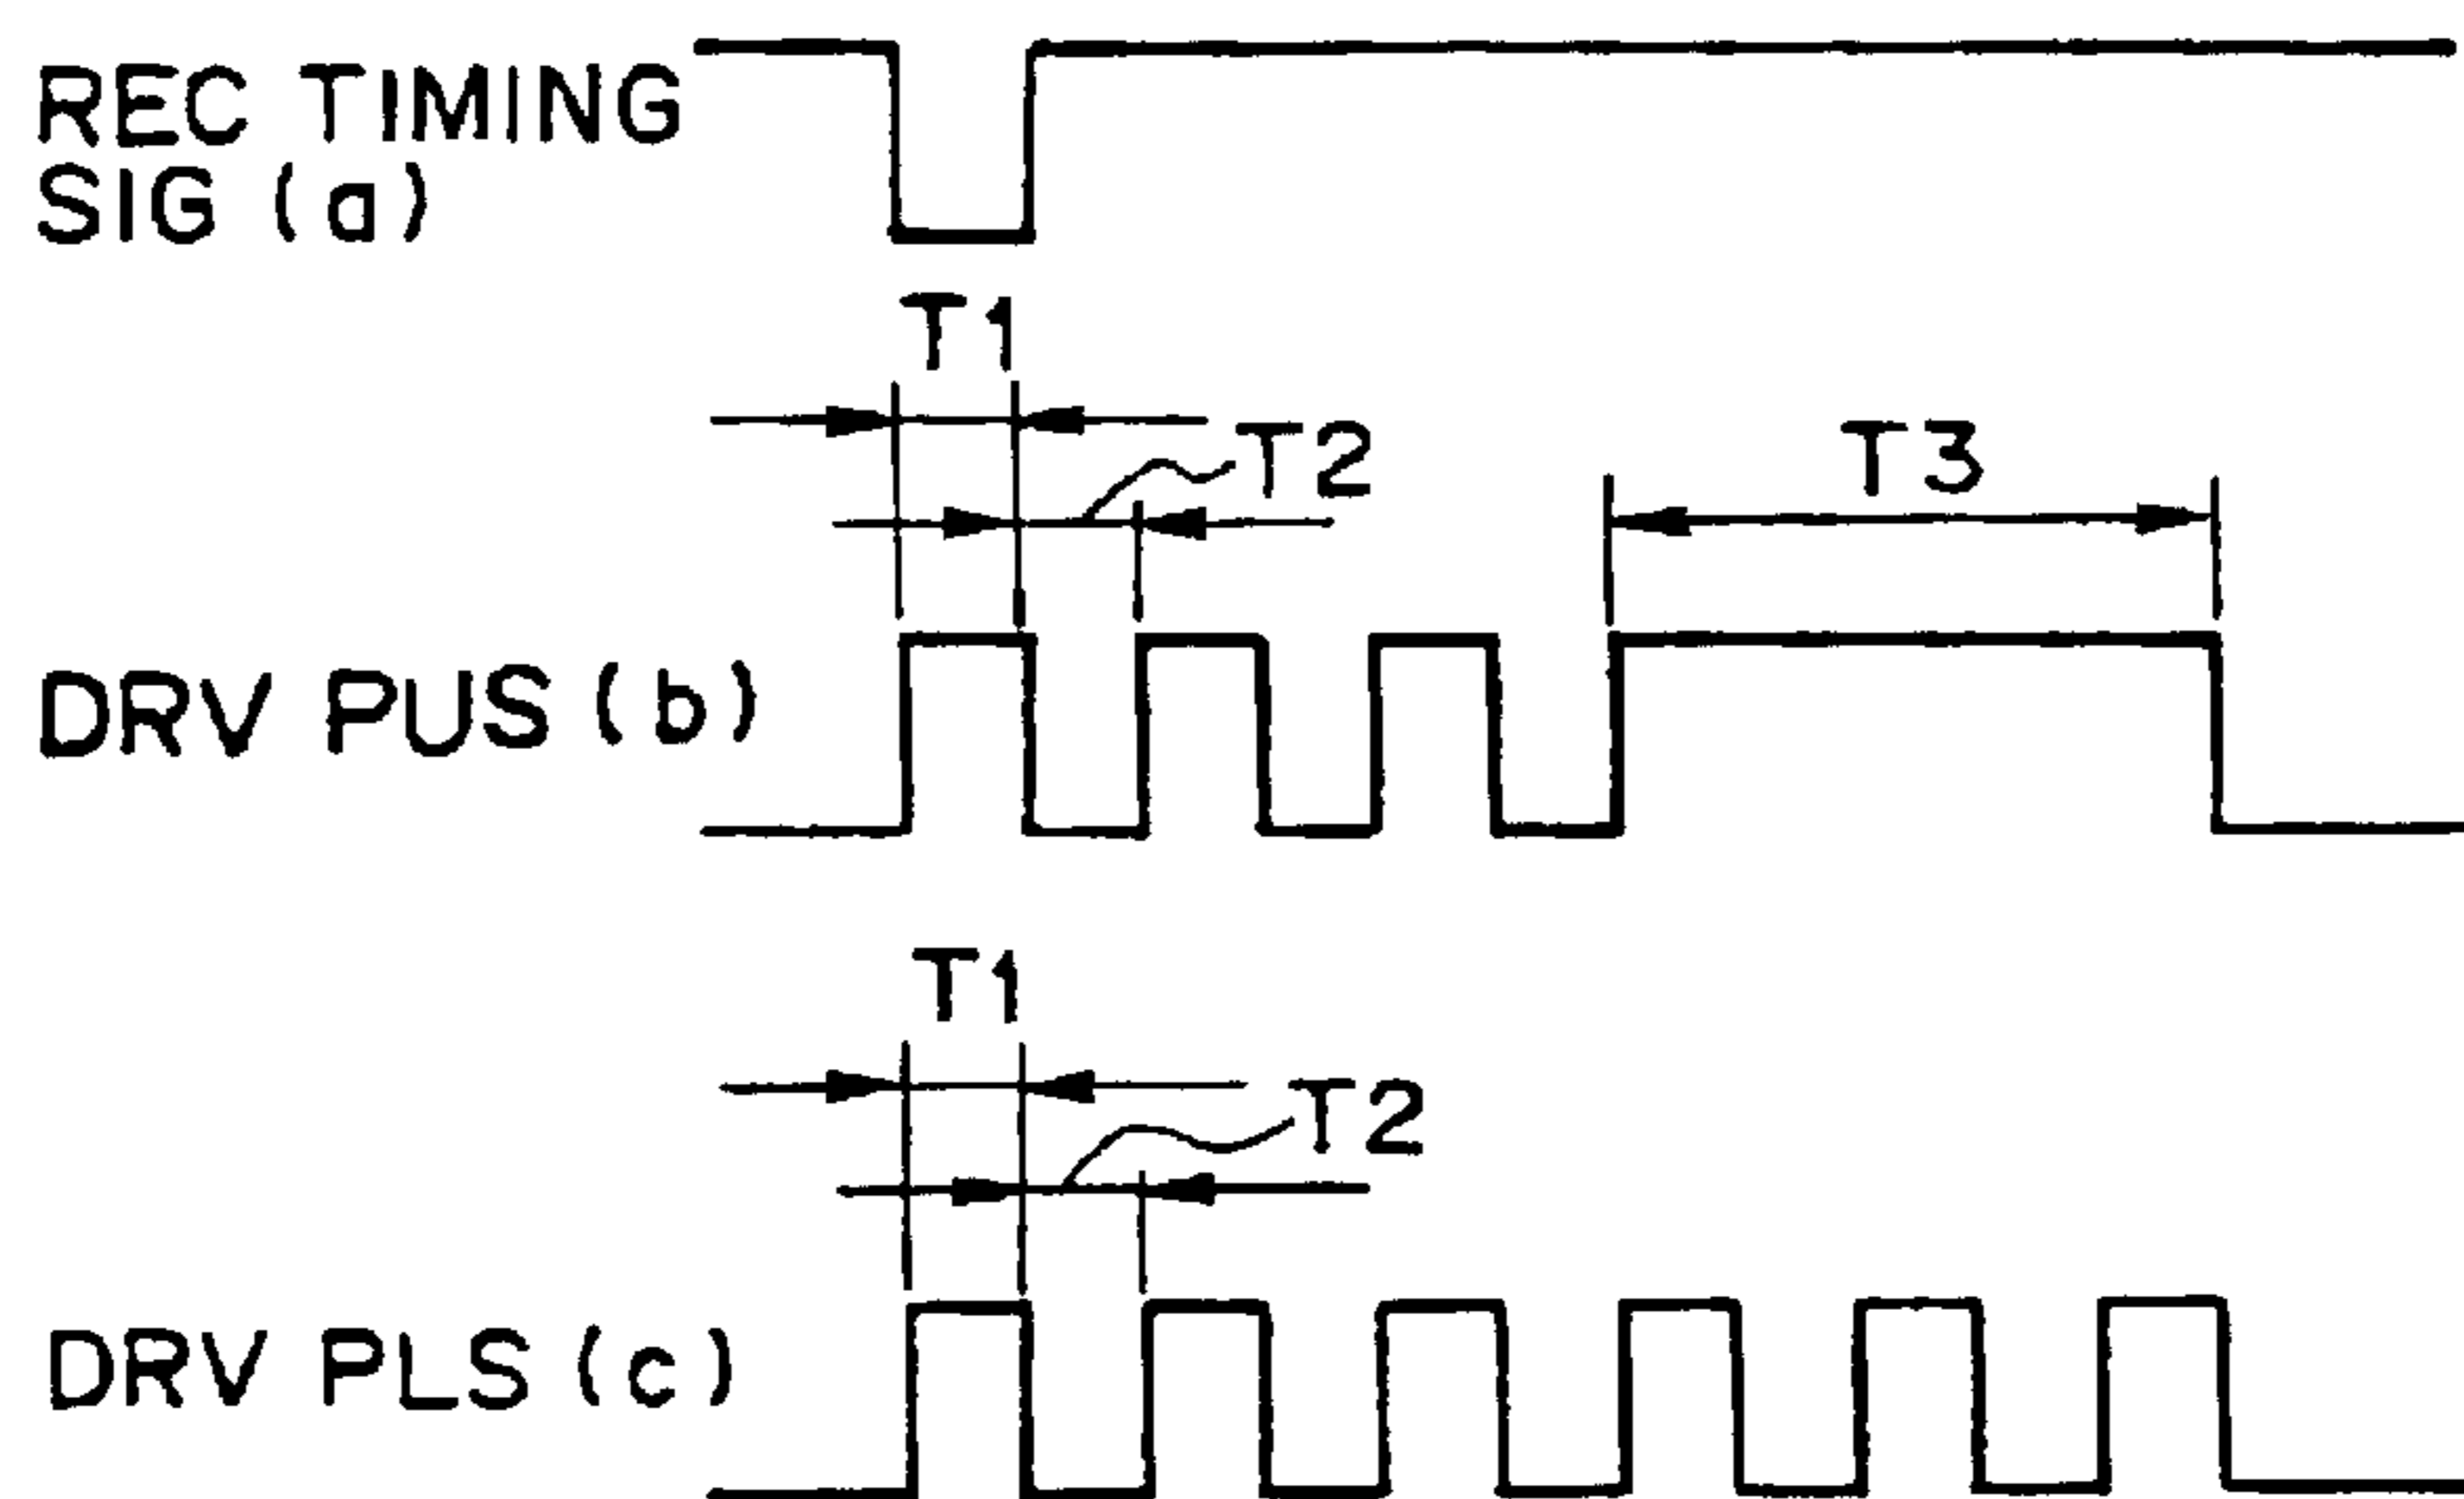 REC TIMING
SIG (a)
T1
T2
T3
DRV PUS (b)
T1
T2
DRV PLS (c)